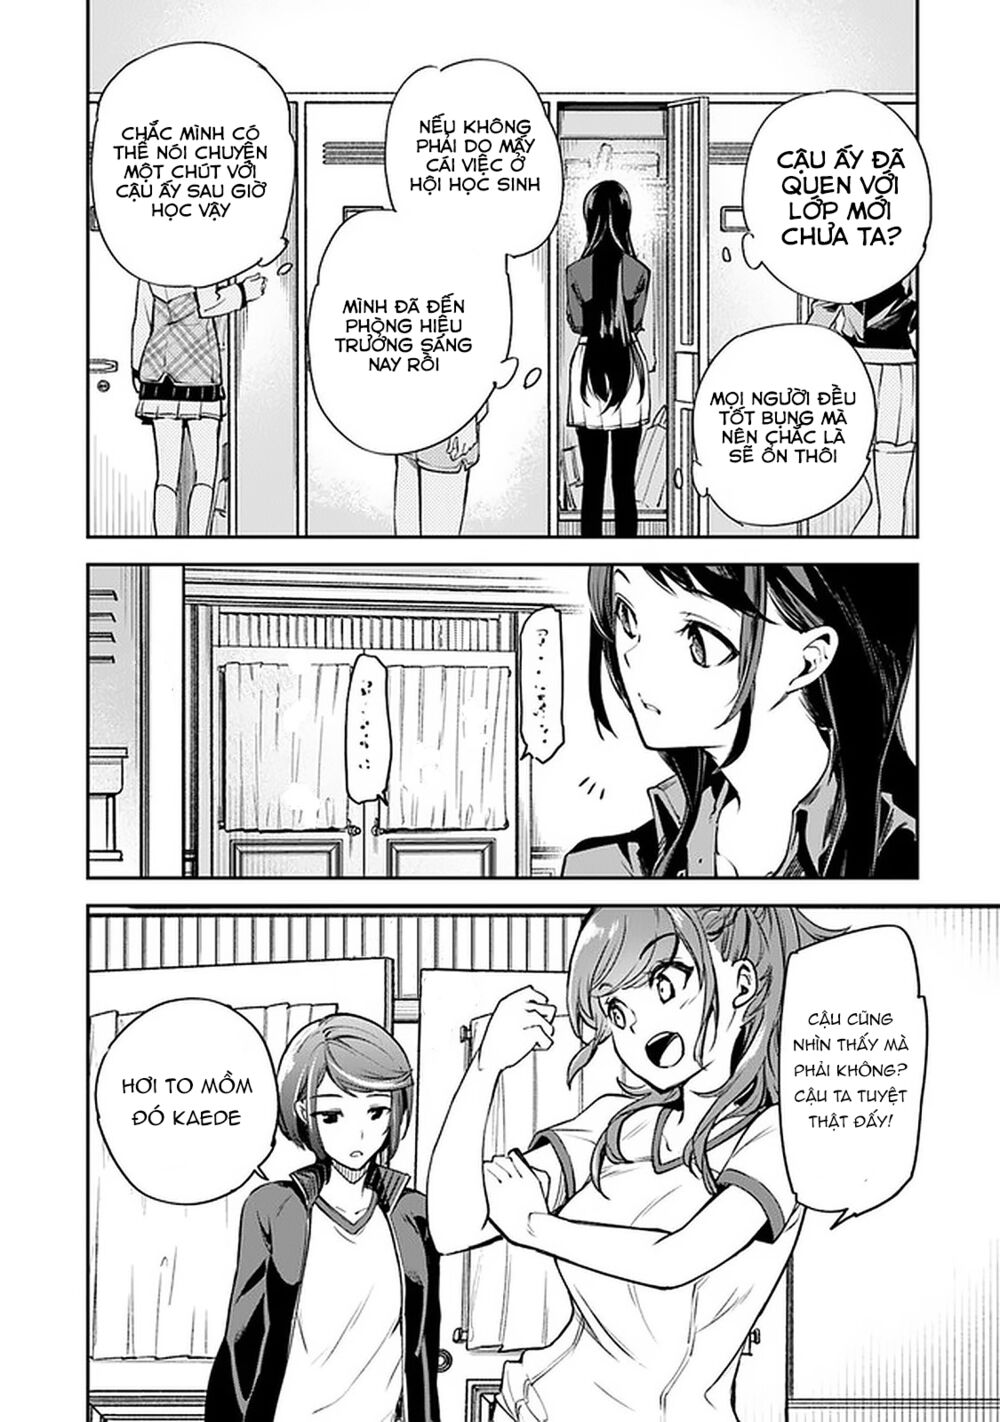 CẬU ẤY ĐÃ
QUEN VỚI
LỚP MỚI
CHƯA TA?
MỌI NGƯỜI ĐỀU
TỐT BỤNG MÀ
NÊN CHẮC LÀ
SẼ ỔN THÔI
NẾU KHÔNG
PHẢI DO MẤY
CÁI VIỆC Ở
HỘI HỌC SINH
MÌNH ĐÃ ĐẾN
PHÒNG HIỆU
TRƯỞNG SÁNG
NAY RỒI
CHẮC MÌNH CÓ
THỂ NÓI CHUYỆN
MỘT CHÚT VỚI
CẬU ẤY SAU GIỜ
HỌC VẬY
CẬU CŨNG
NHÌN THẤY MÀ
PHẢI KHÔNG?
CẬU TA TUYỆT
THẬT ĐẤY!
HƠI TO MỒM
ĐÓ KAEDE